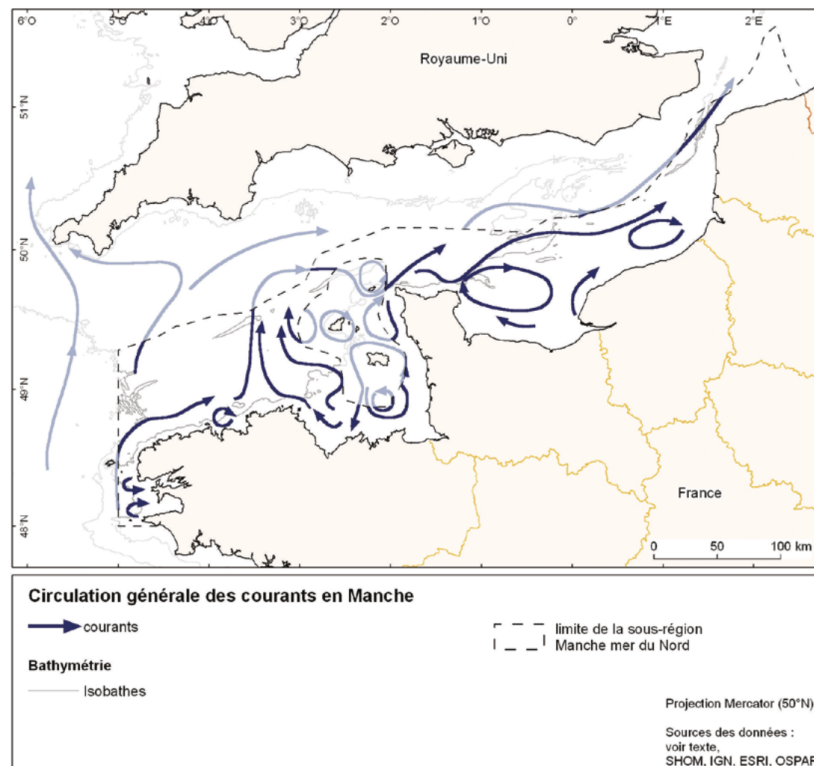 6°O 5°O 4°O 3°O 2°O 1°O 0° 1°E 2°E
Royaume-Uni
51°N
50°N
49°N
48°N
France
0 50 100 km
Circulation générale des courants en Manche
courants
limite de la sous-région
Manche mer du Nord
Bathymétrie
Isobathes
Projection Mercator (50°N)
Sources des données :
voir texte,
SHOM, IGN, ESRI, OSPAR